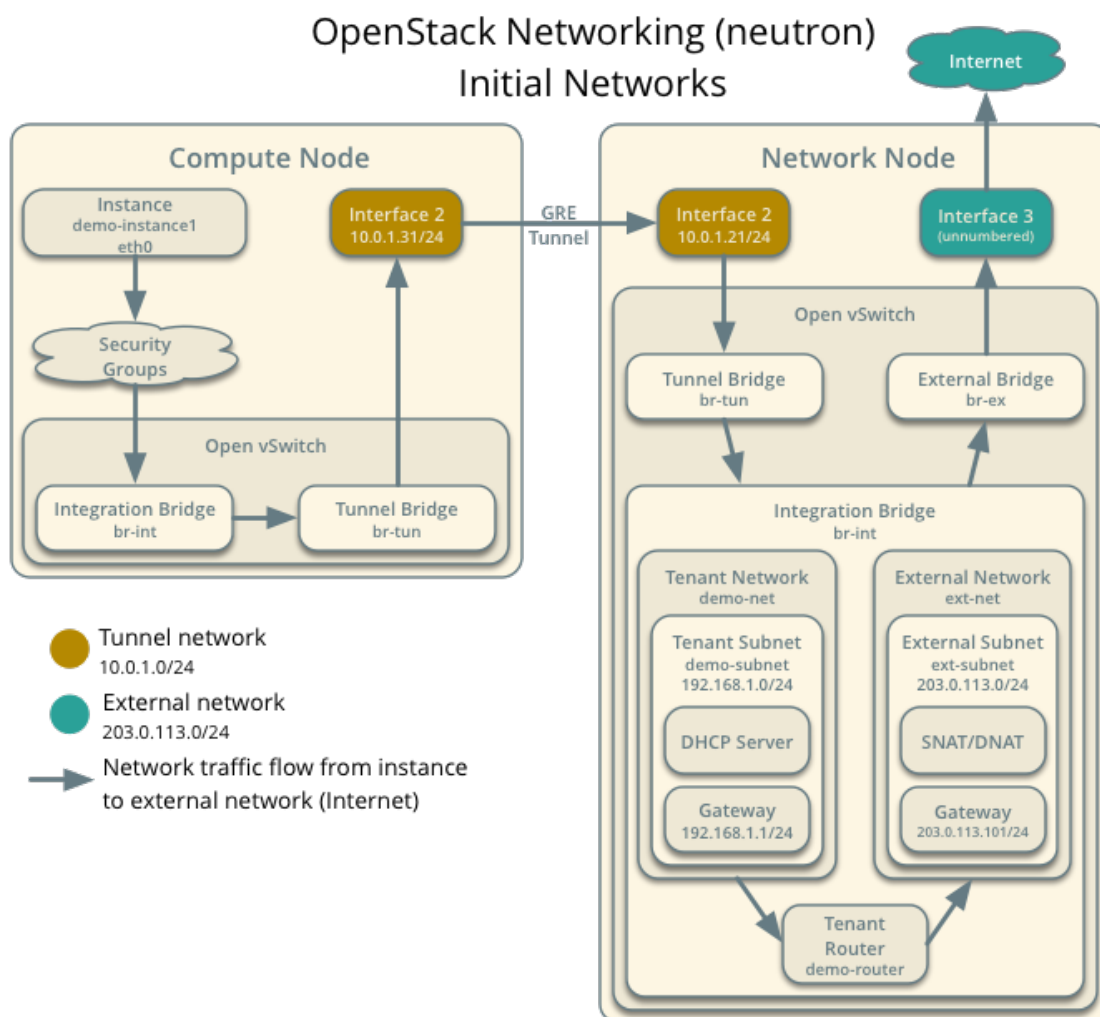 OpenStack Networking (neutron)
Initial Networks
Internet
Compute Node
Instance
demo-instance1
eth0
Interface 2
10.0.1.31/24
Security
Groups
Open vSwitch
Integration Bridge
br-int
Tunnel Bridge
br-tun
GRE
Tunnel
Network Node
Interface 2
10.0.1.21/24
Interface 3
(unnumbered)
Open vSwitch
Tunnel Bridge
br-tun
External Bridge
br-ex
Integration Bridge
br-int
Tenant Network
demo-net
Tenant Subnet
demo-subnet
192.168.1.0/24
DHCP Server
Gateway
192.168.1.1/24
External Network
ext-net
External Subnet
ext-subnet
203.0.113.0/24
SNAT/DNAT
Gateway
203.0.113.101/24
Tenant
Router
demo-router
Tunnel network
10.0.1.0/24
External network
203.0.113.0/24
Network traffic flow from instance
to external network (Internet)